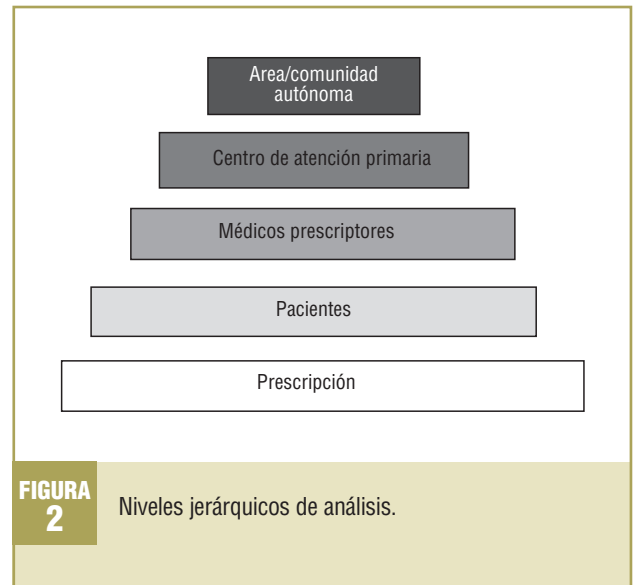 Area/comunidad
autónoma
Centro de atención primaria
Médicos prescriptores
Pacientes
Prescripción
FIGURA
2
Niveles jerárquicos de análisis.